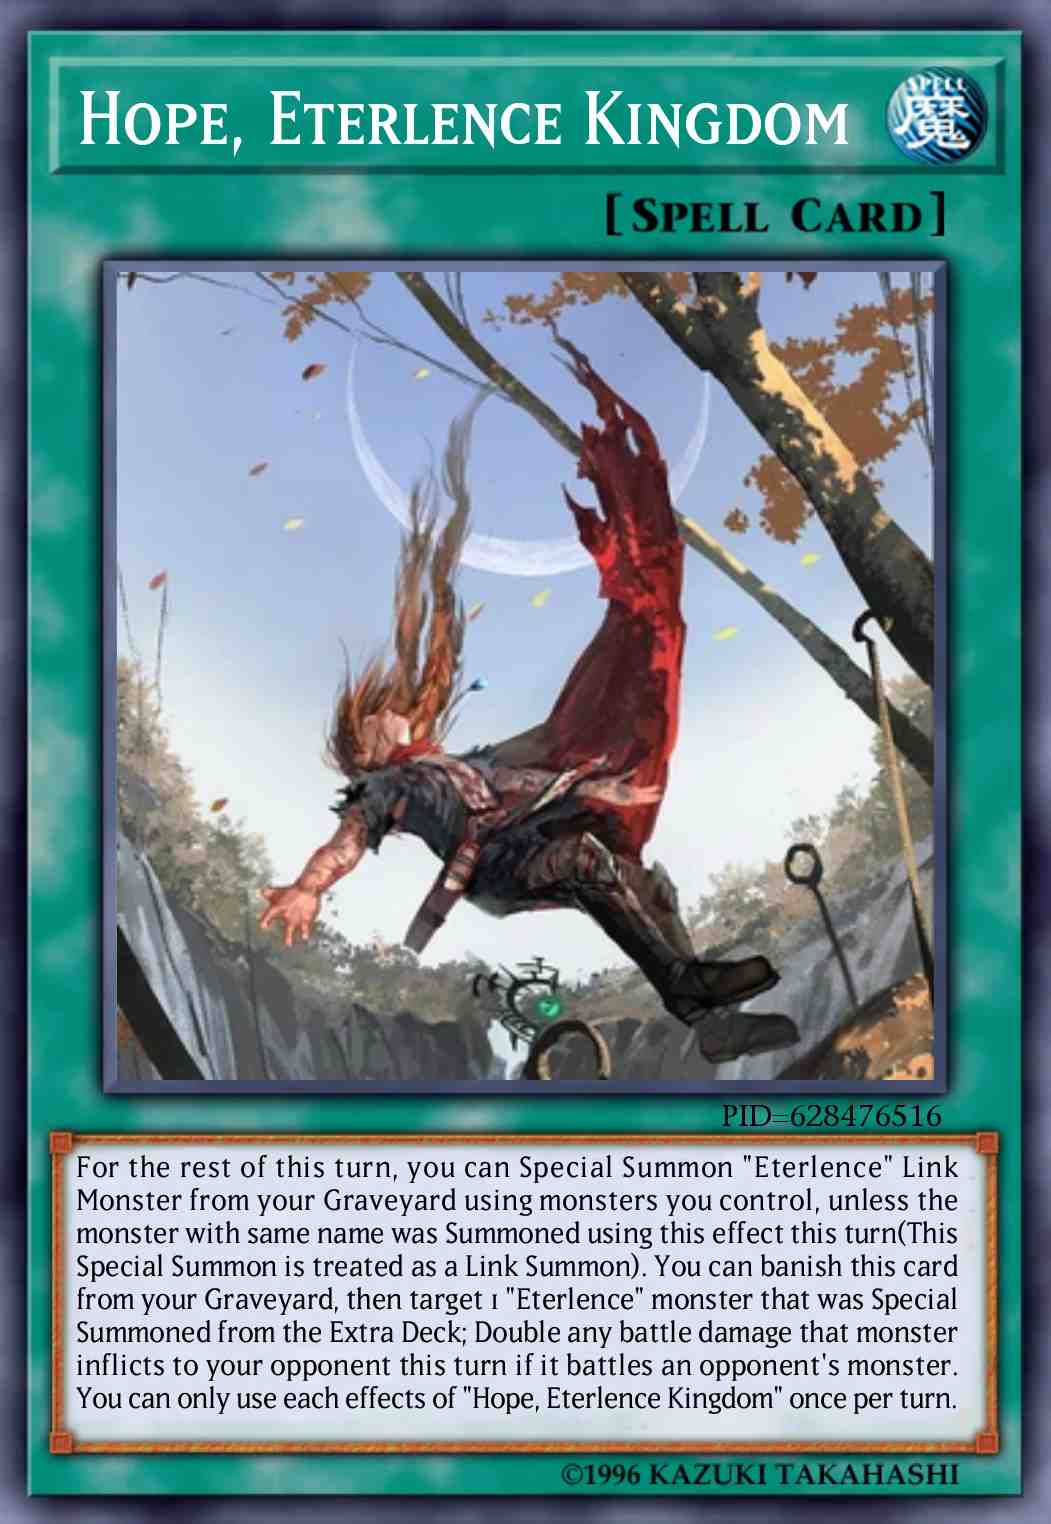 Hope, Eterlence Kingdom
SPELL
魔
[Spell Card]
PID=628476516
For the rest of this turn, you can Special Summon "Eterlence" Link
Monster from your Graveyard using monsters you control, unless the
monster with same name was Summoned using this effect this turn(This
Special Summon is treated as a Link Summon). You can banish this card
from your Graveyard, then target 1 "Eterlence" monster that was Special
Summoned from the Extra Deck; Double any battle damage that monster
inflicts to your opponent this turn if it battles an opponent's monster.
You can only use each effects of "Hope, Eterlence Kingdom" once per turn.
©1996 KAZUKI TAKAHASHI